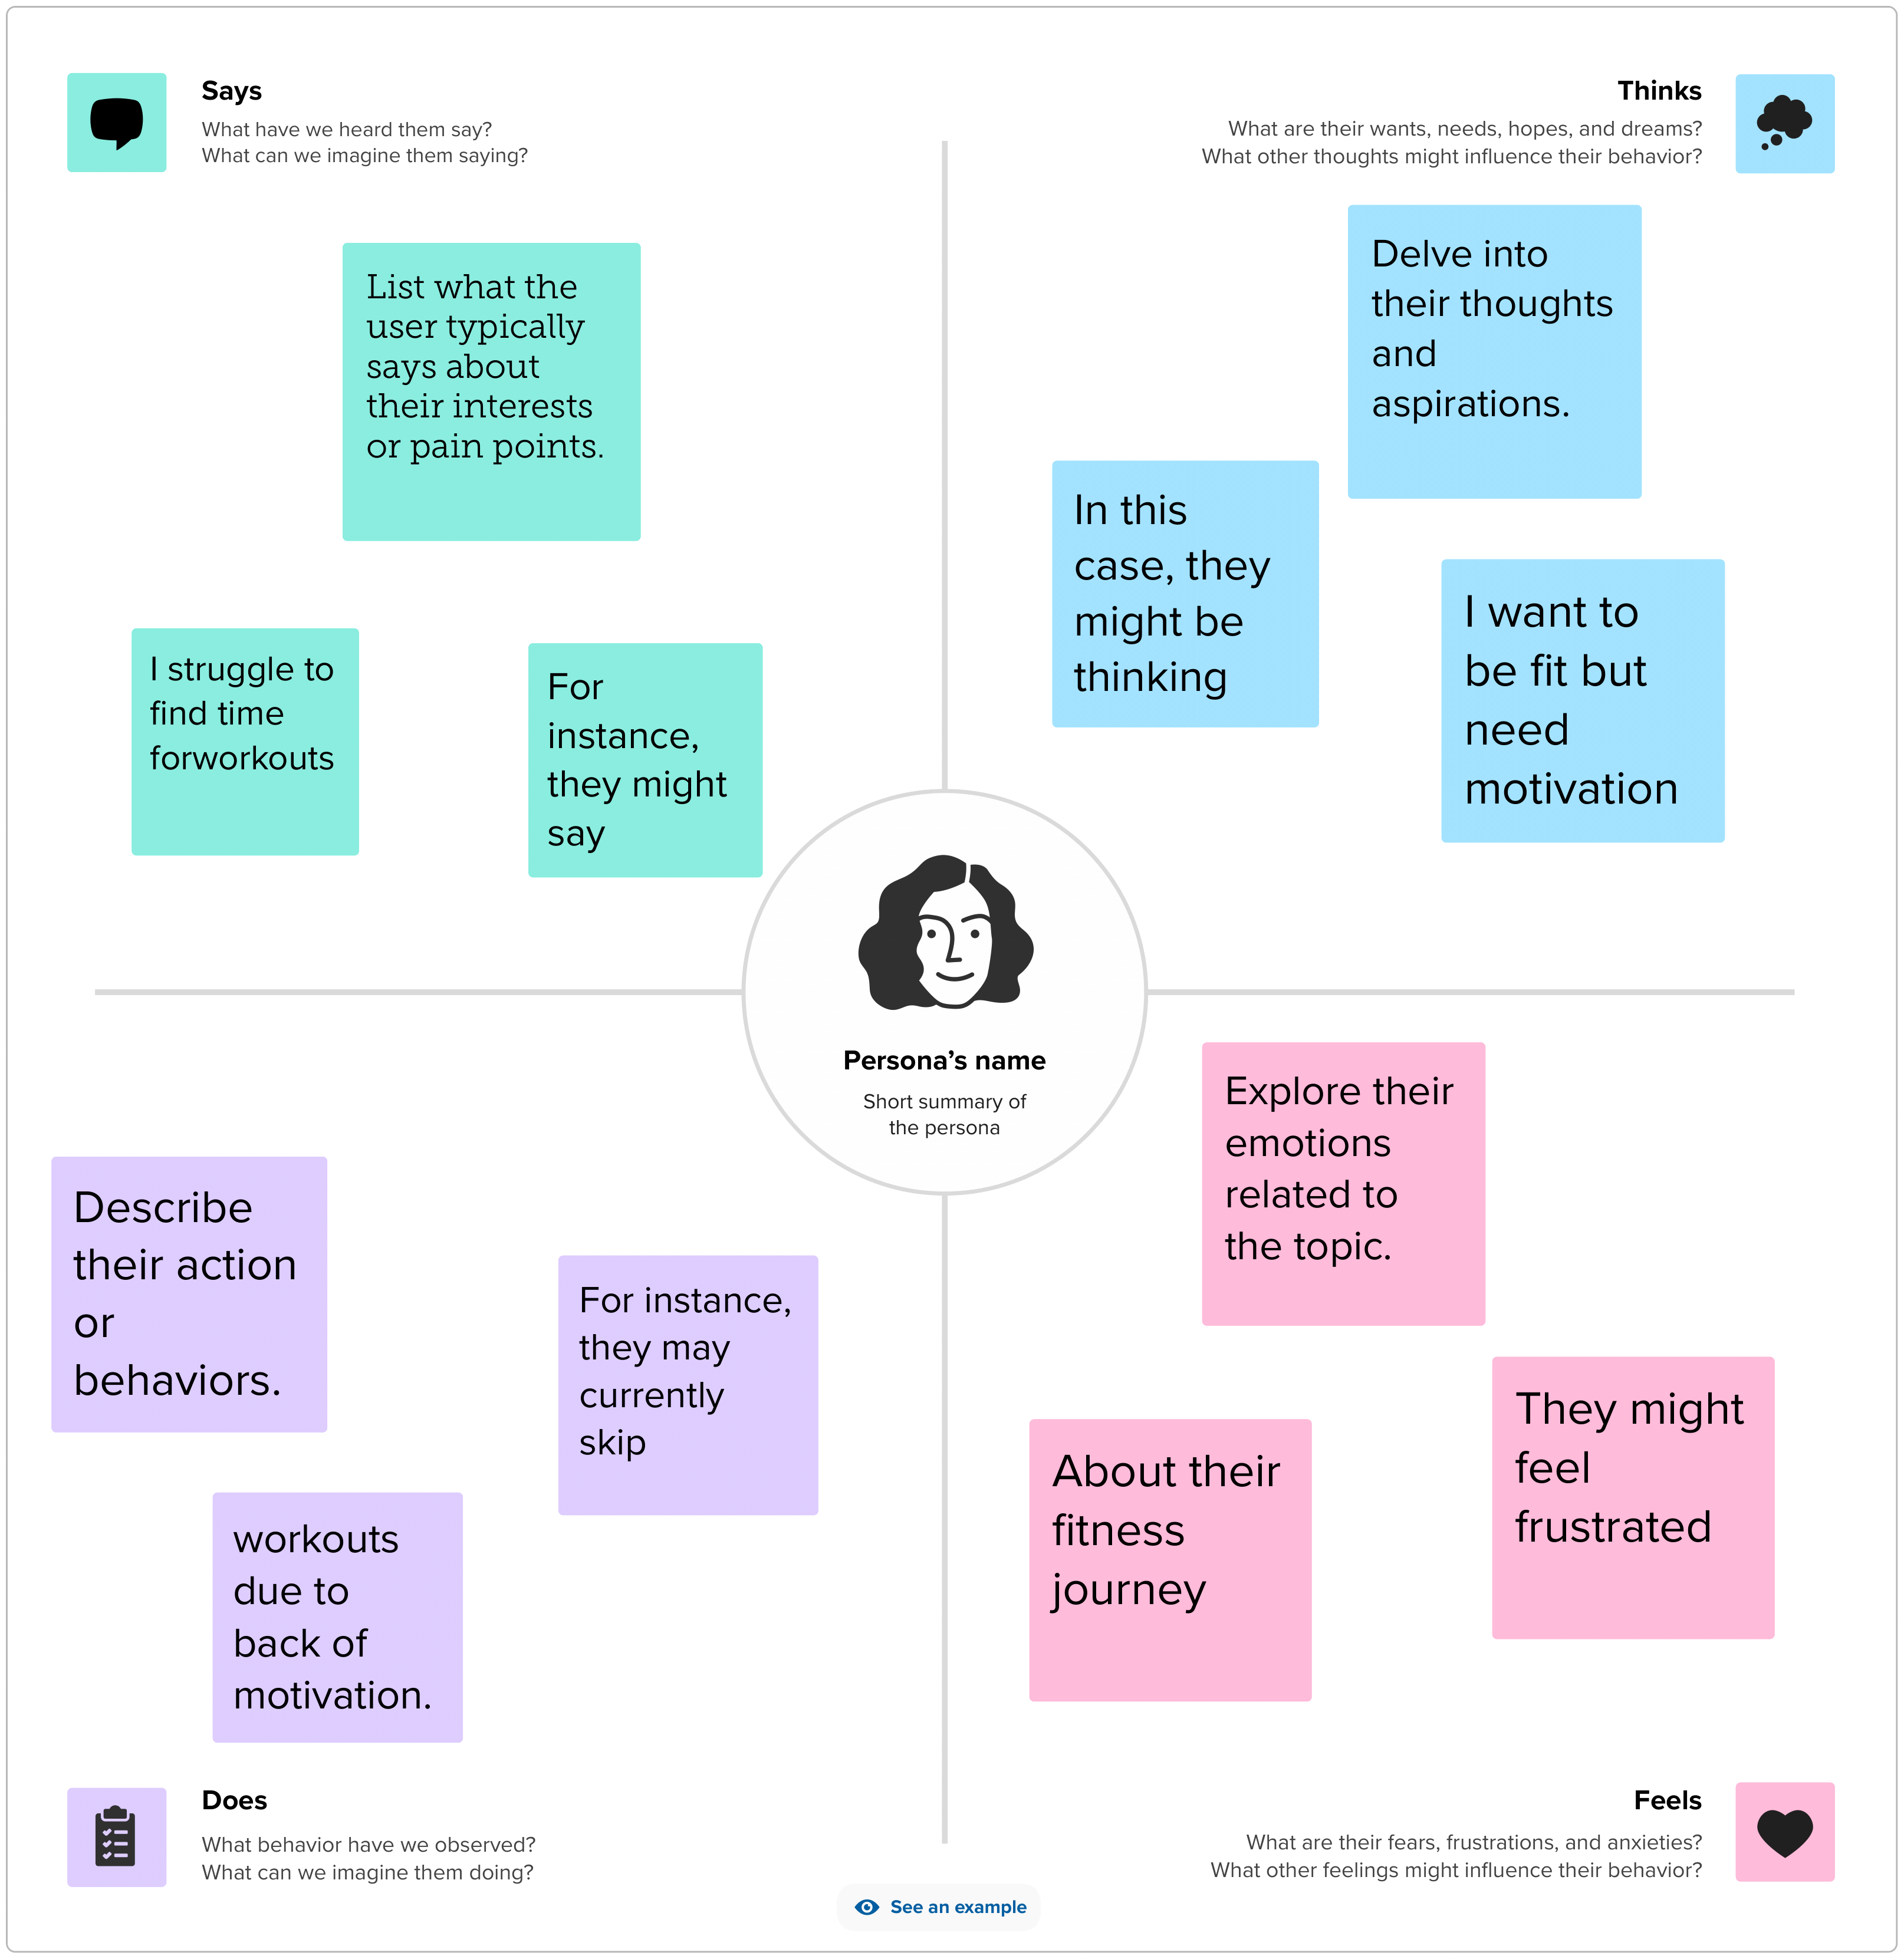 Says
What have we heard them say?
What can we imagine them saying?
Thinks
What are their wants, needs, hopes, and dreams?
What other thoughts might influence their behavior?
List what the
user typically
says about
their interests
or pain points.
I struggle to
find time
forworkouts
For
instance,
they might
say
Delve into
their thoughts
and
aspirations.
In this
case, they
might be
thinking
I want to
be fit but
need
motivation
Persona’s name
Short summary of
the persona
Describe
their action
or
behaviors.
For instance,
they may
currently
skip
workouts
due to
back of
motivation.
Explore their
emotions
related to
the topic.
They might
feel
frustrated
About their
fitness
journey
Does
What behavior have we observed?
What can we imagine them doing?
Feels
What are their fears, frustrations, and anxieties?
What other feelings might influence their behavior?
See an example